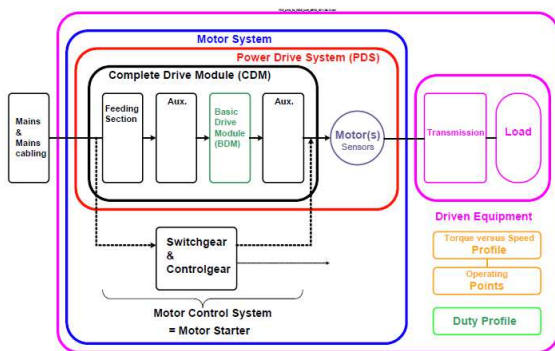 Motor System
Power Drive System (PDS)
Complete Drive Module (CDM)
Mains
&
Mains
cabling
Feeding
Section
Aux.
Basic
Drive
Module
(BDM)
Aux.
Motor(s)
Sensors
Transmission
Load
Driven Equipment
Switchgear
&
Controlgear
Torque versus Speed
Profile
Operating
Points
Duty Profile
Motor Control System
= Motor Starter